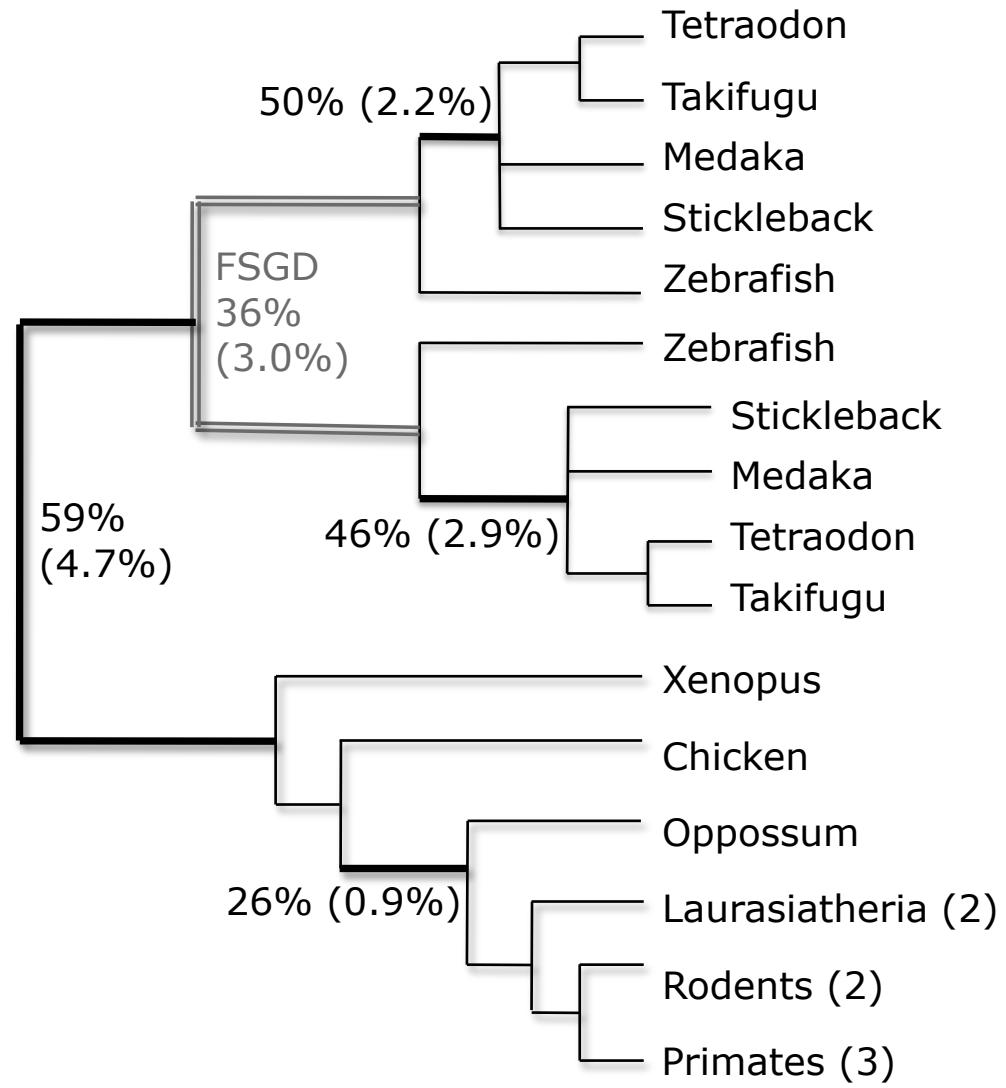 Tetraodon
50% (2.2%)
Takifugu
Medaka
Stickleback
FSGD
36%
(3.0%)
Zebrafish
Zebrafish
Stickleback
Medaka
59%
(4.7%)
46% (2.9%)
Tetraodon
Takifugu
Xenopus
Chicken
Oppossum
26% (0.9%)
Laurasiatheria (2)
Rodents (2)
Primates (3)